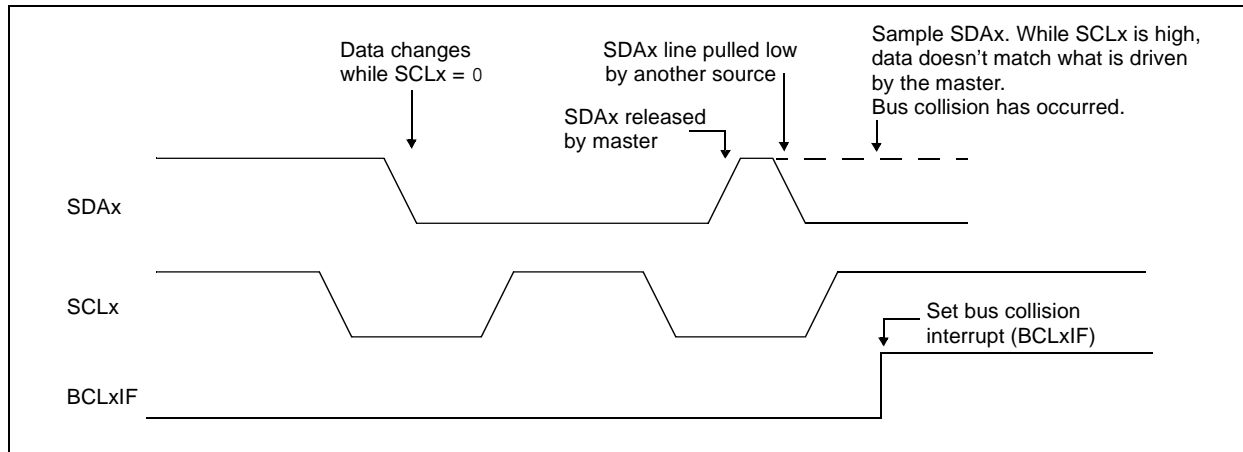 Data changes
while SCLx = 0
SDAx line pulled low
by another source
SDAx released
by master
Sample SDAx. While SCLx is high,
data doesn't match what is driven
by the master.
Bus collision has occurred.
SDAx
SCLx
Set bus collision
interrupt (BCLxIF)
BCLxIF